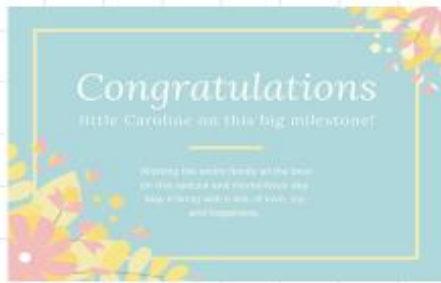 Congratulations
little Caroline on this big milestone!
Wishing the whole family all the best
on this special and momentous day.
May it bring with it lots of love, joy,
and happiness.